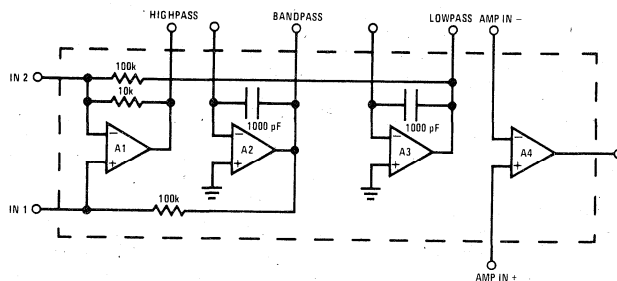 HIGHPASS
BANDPASS
LOWPASS
AMP IN −
IN 2
100k
10k
1000 pF
1000 pF
−
A1
+
−
A2
+
−
A3
+
−
A4
+
IN 1
100k
AMP IN +